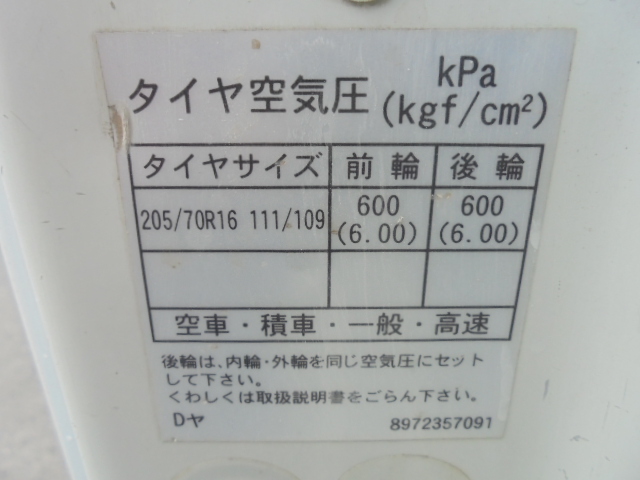 タイヤ空気圧 kPa
(kgf/cm²)
タイヤサイズ 前輪 後輪
205/70R16 111/109 600 600
(6.00) (6.00)
空車・積車・一般・高速
後輪は、内輪・外輪を同じ空気圧にセット
して下さい。
くわしくは取扱説明書をごらん下さい。
Dヤ 8972357091